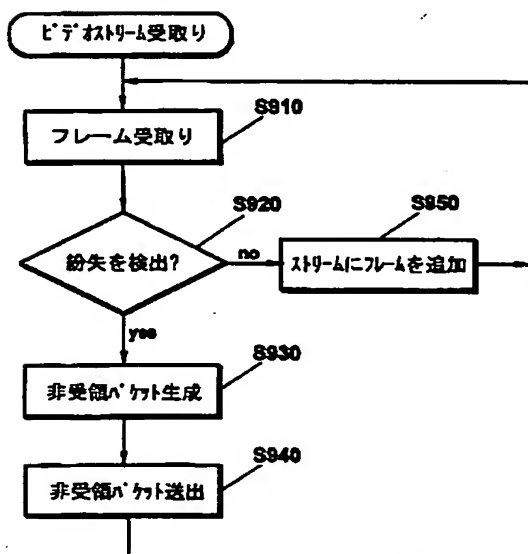 ビデオストリーム受取り
S910
フレーム受取り
S920
紛失を検出?
no
S950
ストリームにフレームを追加
yes
S930
非受領パケット生成
S940
非受領パケット送出